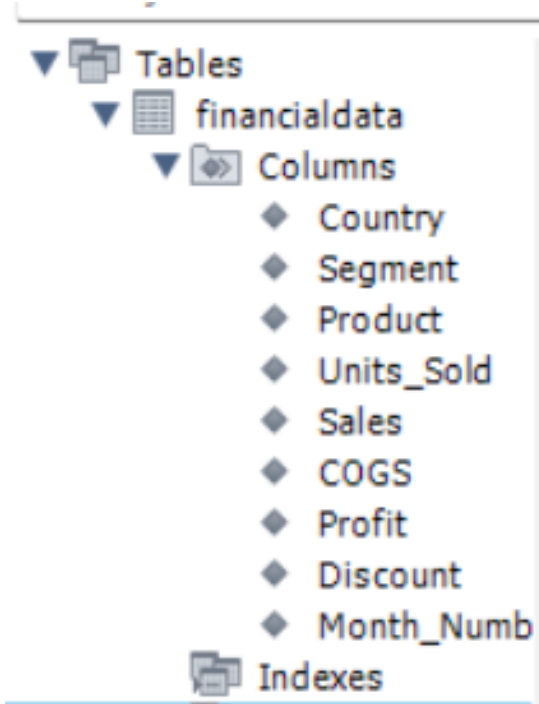 Tables
financialdata
Columns
Country
Segment
Product
Units_Sold
Sales
COGS
Profit
Discount
Month_Numb
Indexes